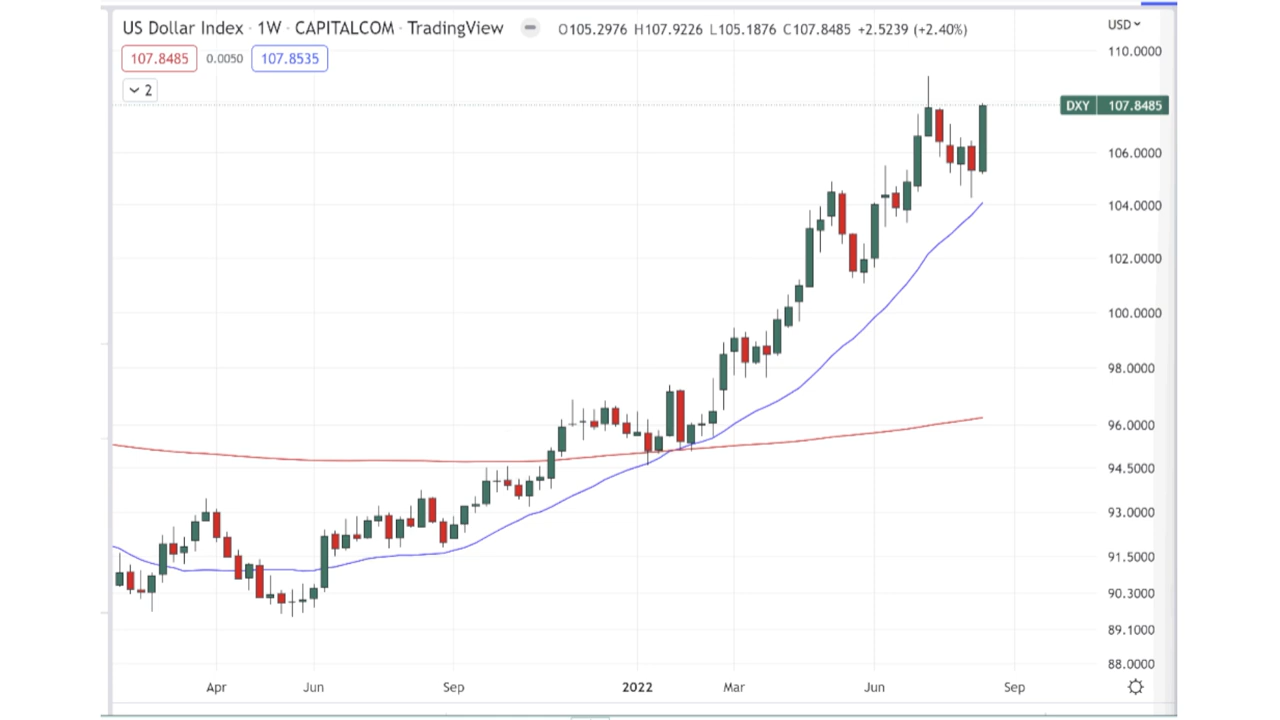 US Dollar Index · 1W · CAPITALCOM · TradingView O105.2976 H107.9226 L105.1876 C107.8485 +2.5239 (+2.40%)
USD
107.8485 0.0050 107.8535
2
110.0000
DXY 107.8485
106.0000
104.0000
102.0000
100.0000
98.0000
96.0000
94.5000
93.0000
91.5000
90.3000
89.1000
88.0000
Apr Jun Sep 2022 Mar Jun Sep